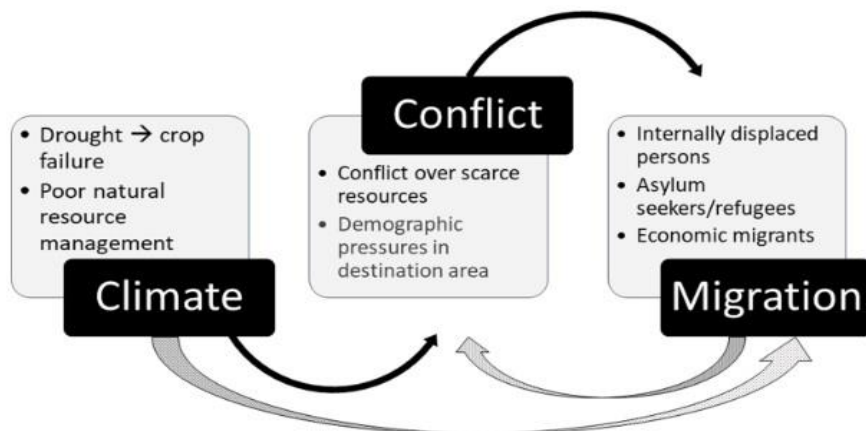 • Drought → crop
failure
• Poor natural
resource
management
Climate
Conflict
• Conflict over scarce
resources
• Demographic
pressures in
destination area
• Internally displaced
persons
• Asylum
seekers/refugees
• Economic migrants
Migration